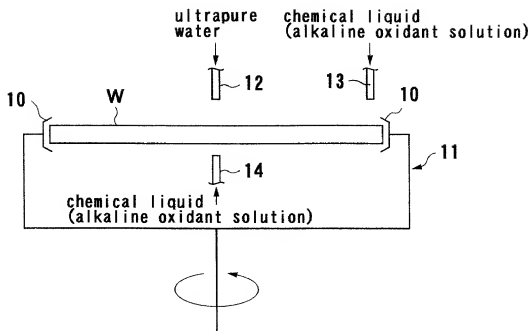 ultrapure
water
chemical liquid
(alkaline oxidant solution)
12
13
10
W
10
14
11
chemical liquid
(alkaline oxidant solution)